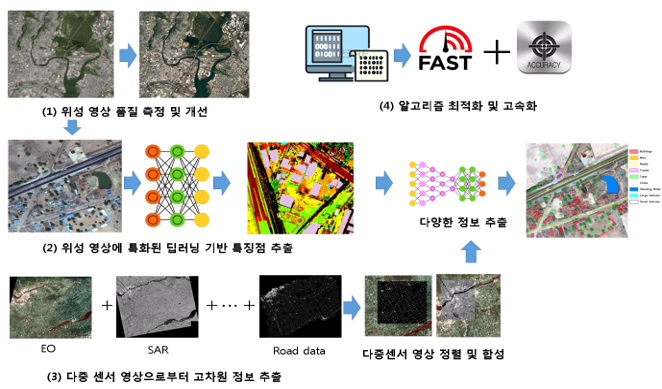 (1) 위성 영상 품질 측정 및 개선
FAST
ACCURACY
(4) 알고리즘 최적화 및 고속화
(2) 위성 영상에 특화된 딥러닝 기반 특징점 추출
다양한 정보 추출
EO
SAR
Road data
다중센서 영상 정렬 및 합성
(3) 다중 센서 영상으로부터 고차원 정보 추출